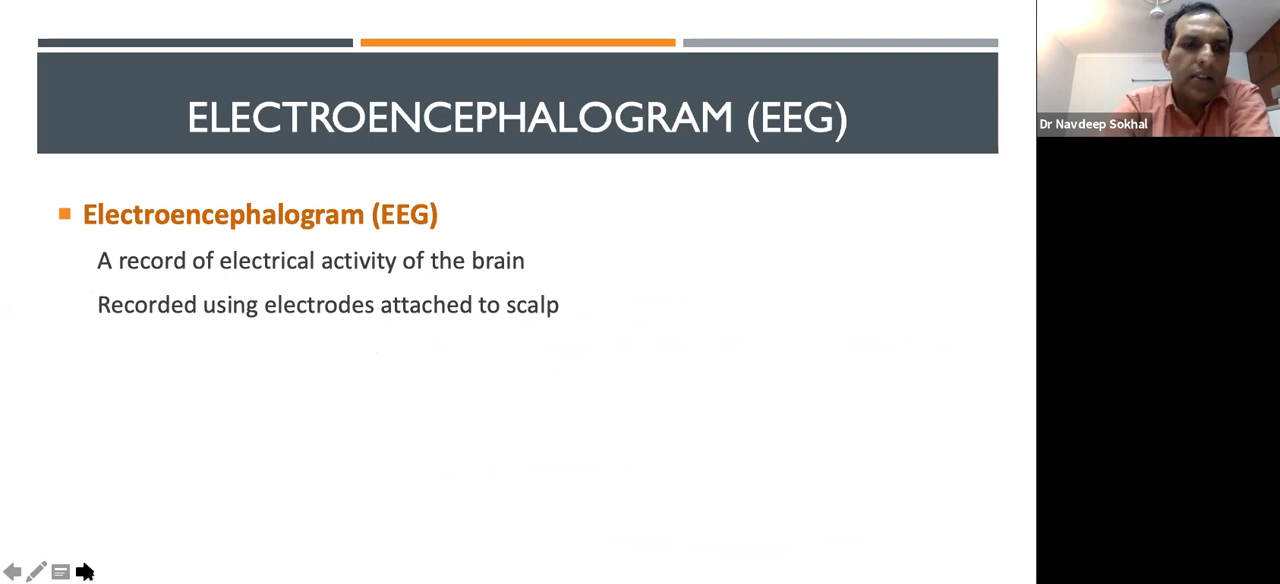 ELECTROENCEPHALOGRAM (EEG)
Electroencephalogram (EEG)
A record of electrical activity of the brain
Recorded using electrodes attached to scalp
Dr Navdeep Sokhal